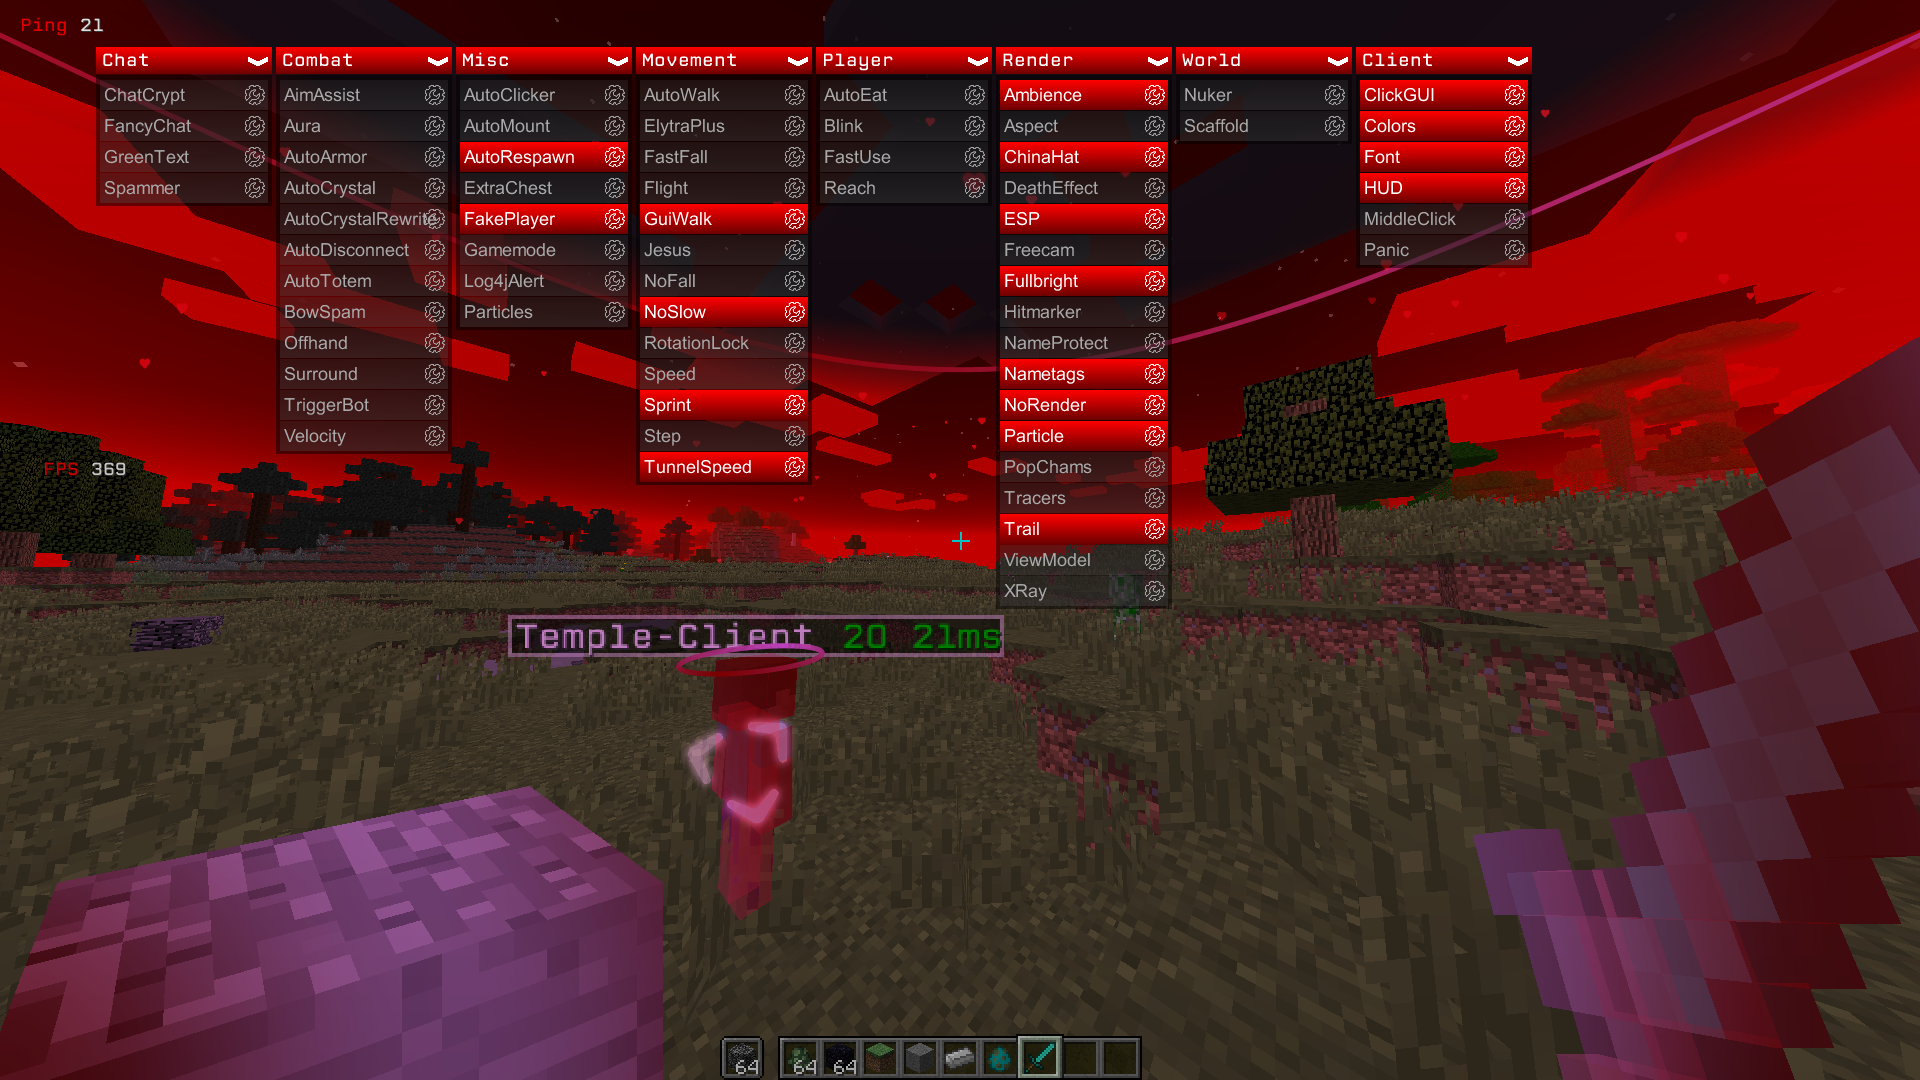 Ping 21
Chat
ChatCrypt
FancyChat
GreenText
Spammer
Combat
AimAssist
Aura
AutoArmor
AutoCrystal
AutoCrystalRewrite
AutoDisconnect
AutoTotem
BowSpam
Offhand
Surround
TriggerBot
Velocity
Misc
AutoClicker
AutoMount
AutoRespawn
ExtraChest
FakePlayer
Gamemode
Log4jAlert
Particles
Movement
AutoWalk
ElytraPlus
FastFall
Flight
GuiWalk
Jesus
NoFall
NoSlow
RotationLock
Speed
Sprint
Step
TunnelSpeed
Player
AutoEat
Blink
FastUse
Reach
Render
Ambience
Aspect
ChinaHat
DeathEffect
ESP
Freecam
Fullbright
Hitmarker
NameProtect
Nametags
NoRender
Particle
PopChams
Tracers
Trail
ViewModel
XRay
World
Nuker
Scaffold
Client
ClickGUI
Colors
Font
HUD
MiddleClick
Panic
FPS 369
Temple-Client 20 21ms
64 64 64